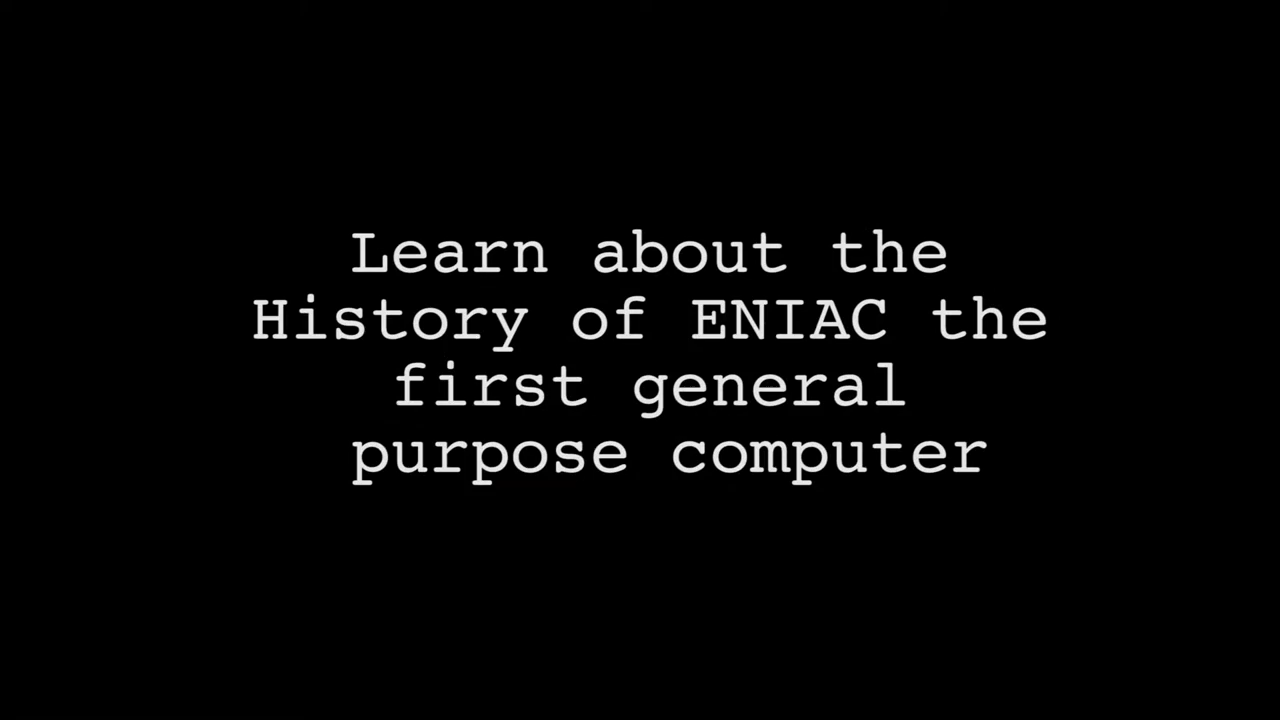 Learn about the
History of ENIAC the
first general
purpose computer